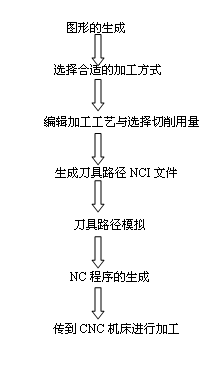 图形的生成
选择合适的加工方式
编辑加工工艺与选择切削用量
生成刀具路径 NCI 文件
刀具路径模拟
NC 程序的生成
传到 CNC 机床进行加工